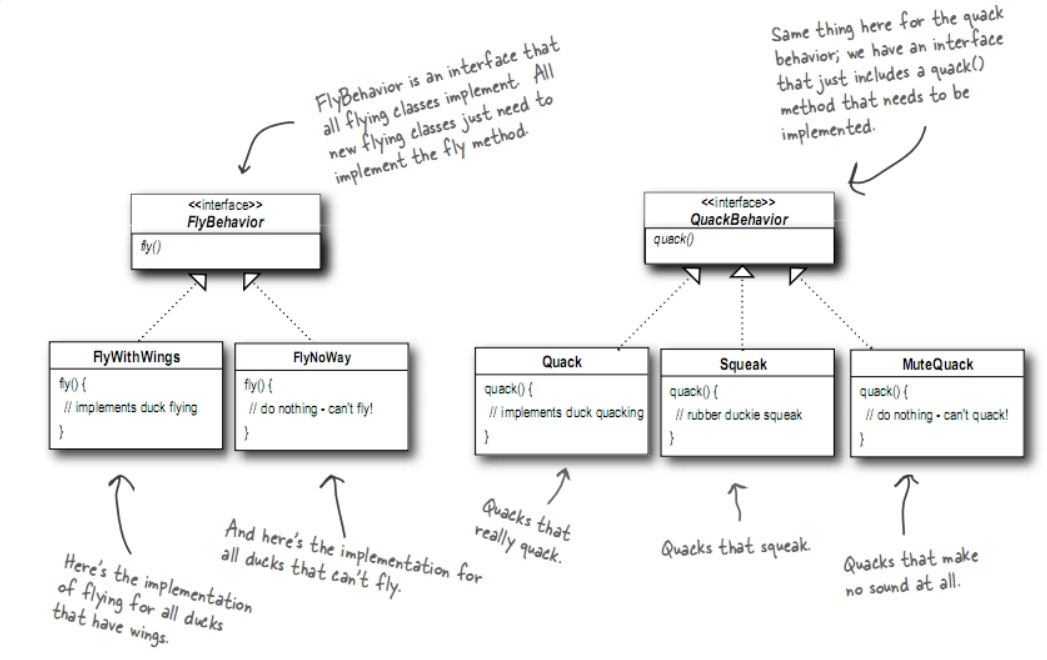 FlyBehavior is an interface that
all flying classes implement. All
new flying classes just need to
implement the fly method.
Same thing here for the quack
behavior; we have an interface
that just includes a quack()
method that needs to be
implemented.
<<interface>>
FlyBehavior
fly()
<<interface>>
QuackBehavior
quack()
FlyWithWings
fly() {
// implements duck flying
}
FlyNoWay
fly() {
// do nothing - can't fly!
}
Quack
quack() {
// implements duck quacking
}
Squeak
quack() {
// rubber duckie squeak
}
MuteQuack
quack() {
// do nothing - can't quack!
}
Here's the implementation
of flying for all ducks
that have wings.
And here's the implementation for
all ducks that can't fly.
Quacks that
really quack.
Quacks that squeak.
Quacks that make
no sound at all.